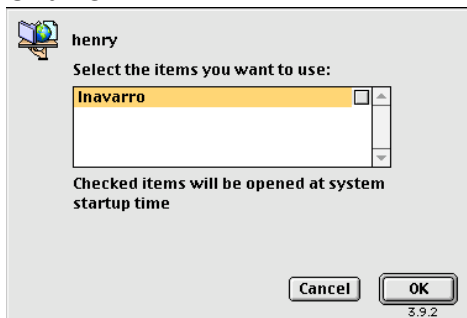 henry
Select the items you want to use:
lnavarro
Checked items will be opened at system
startup time
Cancel
OK
3.9.2